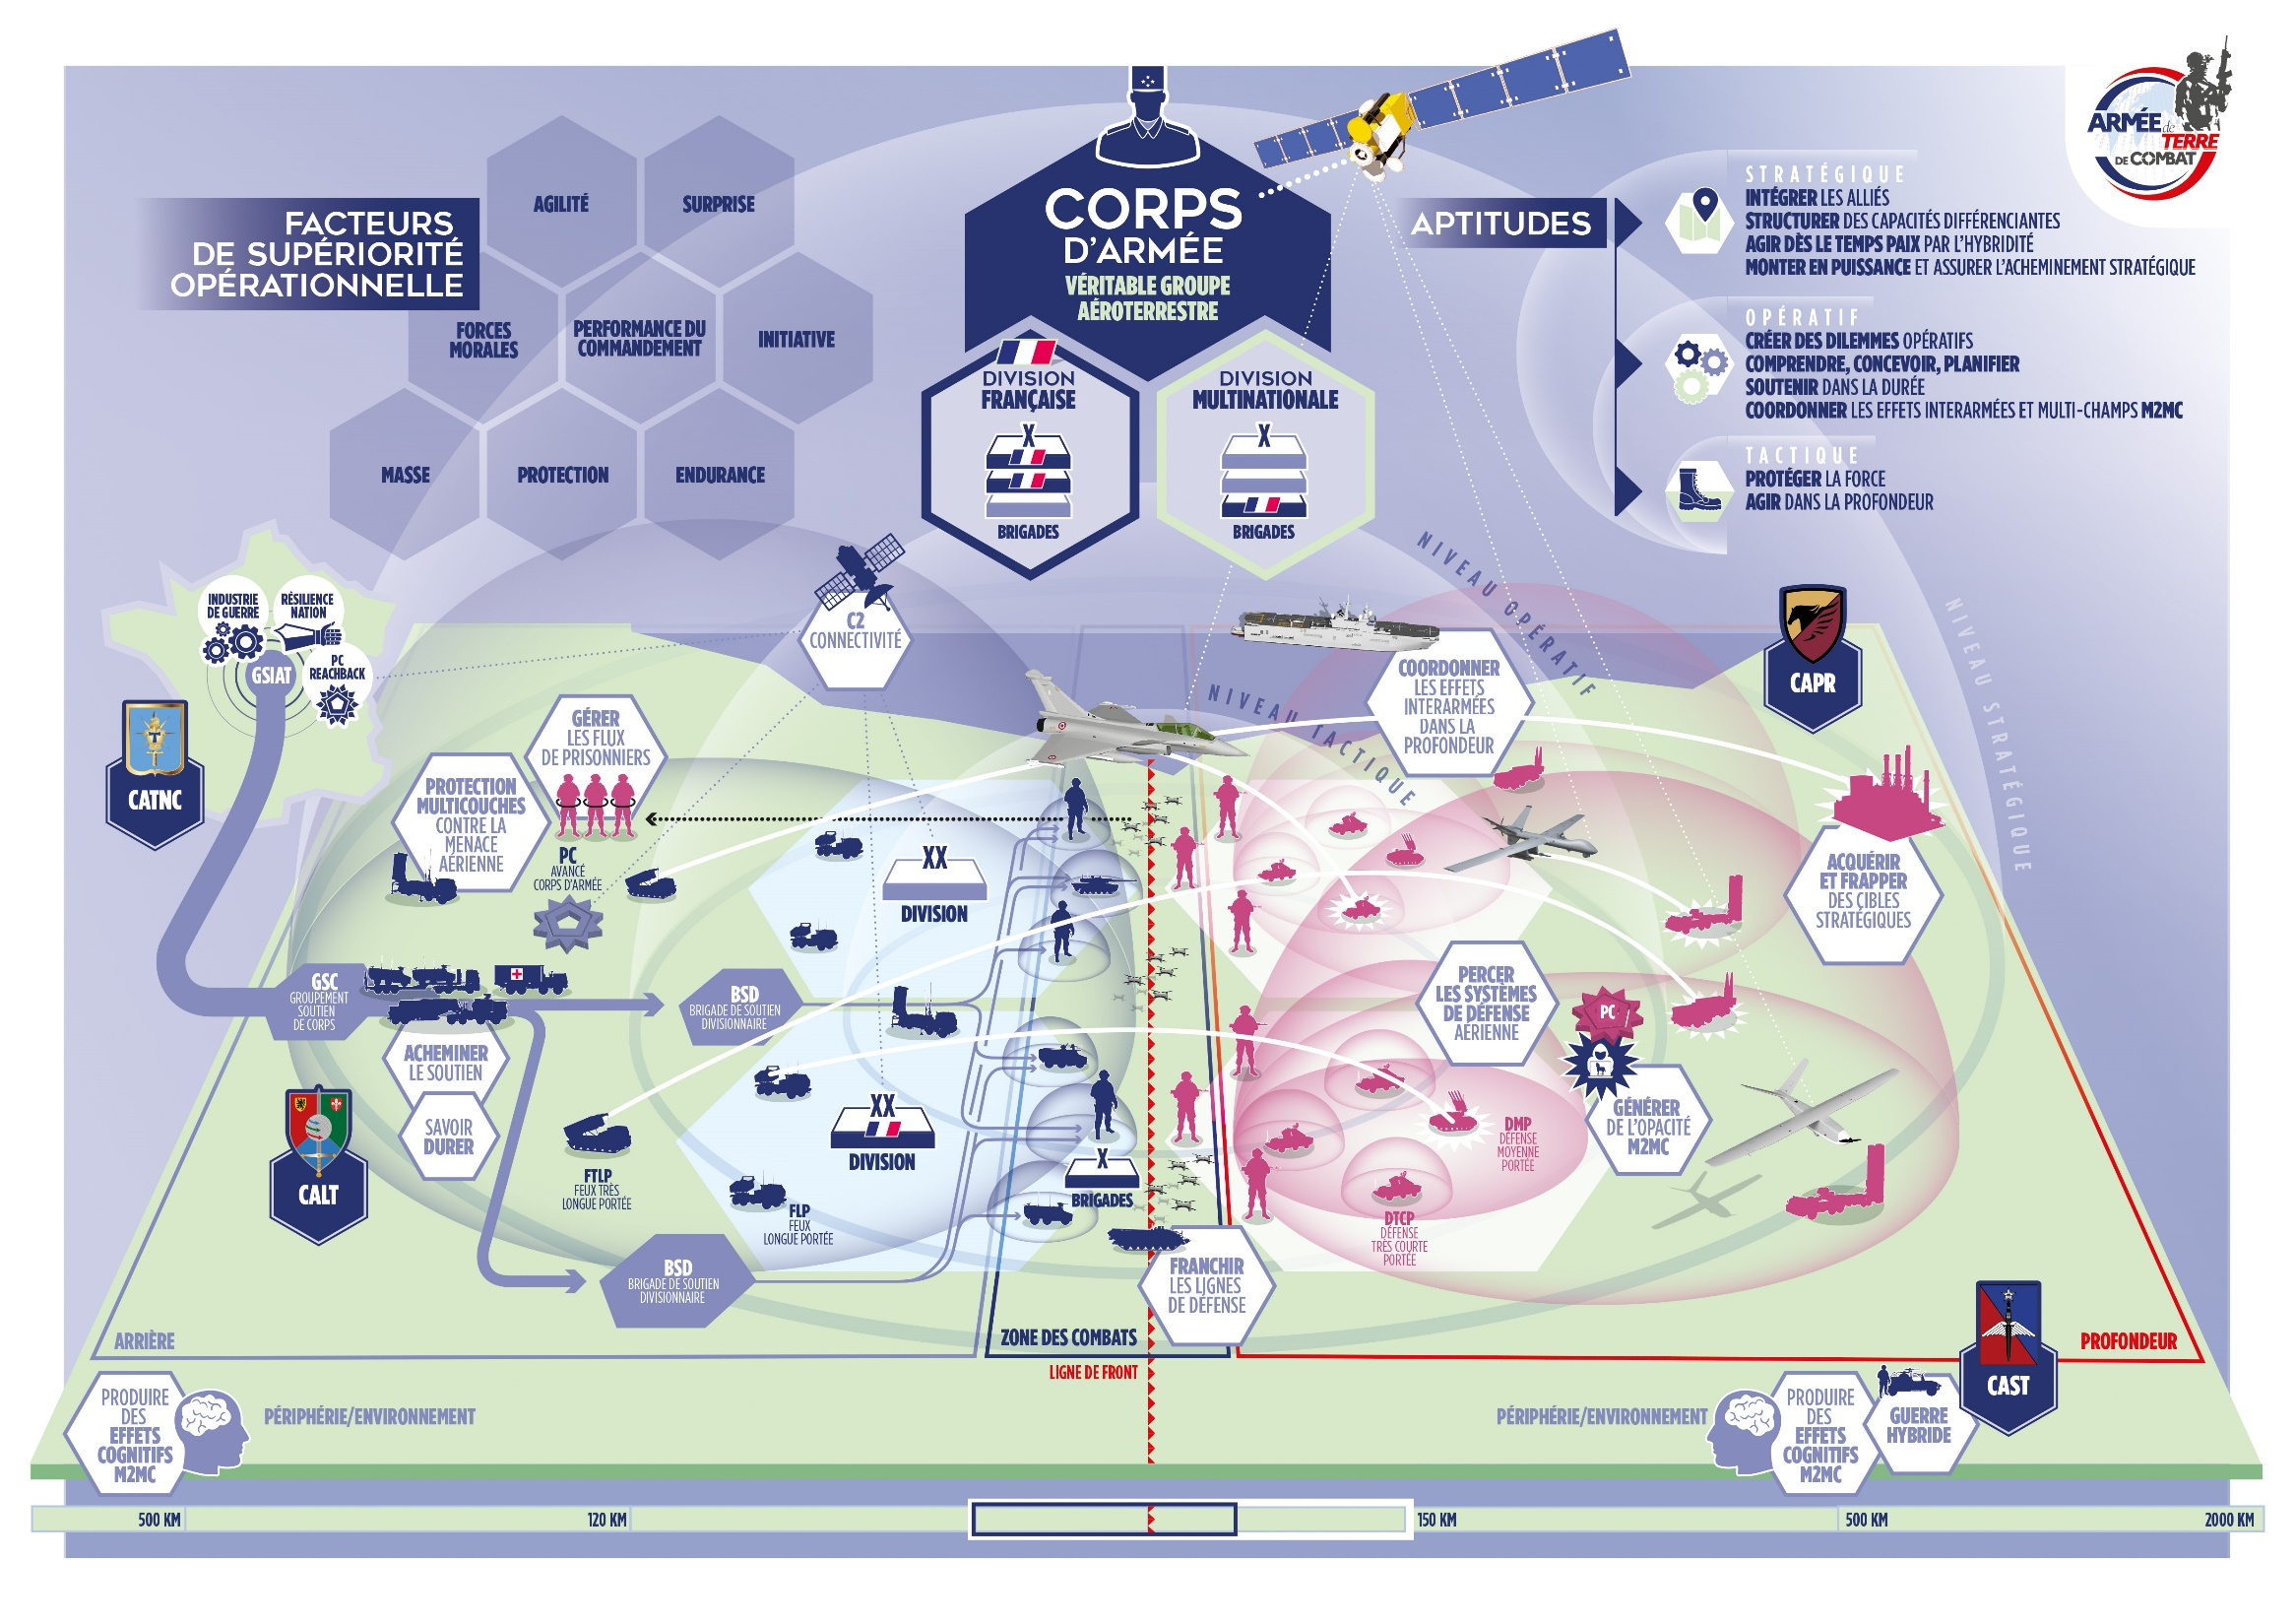 ARMÉE de
TERRE
DE COMBAT
FACTEURS
DE SUPÉRIORITÉ
OPÉRATIONNELLE
AGILITÉ
SURPRISE
FORCES
MORALES
PERFORMANCE DU
COMMANDEMENT
INITIATIVE
MASSE
PROTECTION
ENDURANCE
CORPS
D'ARMÉE
VÉRITABLE GROUPE
AÉROTERRESTRE
DIVISION
FRANÇAISE
X
BRIGADES
DIVISION
MULTINATIONALE
X
BRIGADES
APTITUDES
STRATÉGIQUE
INTÉGRER LES ALLIÉS
STRUCTURER DES CAPACITÉS DIFFÉRENCIANTES
AGIR DÈS LE TEMPS PAIX PAR L'HYBRIDITÉ
MONTER EN PUISSANCE ET ASSURER L'ACHEMINEMENT STRATÉGIQUE
OPÉRATIF
CRÉER DES DILEMMES OPÉRATIFS
COMPRENDRE, CONCEVOIR, PLANIFIER
SOUTENIR DANS LA DURÉE
COORDONNER LES EFFETS INTERARMÉES ET MULTI-CHAMPS M2MC
TACTIQUE
PROTÉGER LA FORCE
AGIR DANS LA PROFONDEUR
INDUSTRIE
DE GUERRE
RÉSILIENCE
NATION
GSIAT
PC
REACHBACK
CATNC
C2
CONNECTIVITÉ
NIVEAU OPÉRATIF
NIVEAU TACTIQUE
NIVEAU STRATÉGIQUE
COORDONNER
LES EFFETS
INTERARMÉES
DANS LA
PROFONDEUR
CAPR
GÉRER
LES FLUX
DE PRISONNIERS
PROTECTION
MULTICOUCHES
CONTRE LA
MENACE
AÉRIENNE
PC
AVANCÉ
CORPS D'ARMÉE
XX
DIVISION
ACQUÉRIR
ET FRAPPER
DES CIBLES
STRATÉGIQUES
GSC
GROUPEMENT
SOUTIEN
DE CORPS
BSD
BRIGADE DE SOUTIEN
DIVISIONNAIRE
PERCER
LES SYSTÈMES
DE DÉFENSE
AÉRIENNE
PC
ACHEMINER
LE SOUTIEN
SAVOIR
DURER
CALT
FTLP
FEUX TRÈS
LONGUE PORTÉE
XX
DIVISION
FLP
FEUX
LONGUE PORTÉE
X
BRIGADES
DMP
DÉFENSE
MOYENNE
PORTÉE
GÉNÉRER
DE L'OPACITÉ
M2MC
DTCP
DÉFENSE
TRÈS COURTE
PORTÉE
BSD
BRIGADE DE SOUTIEN
DIVISIONNAIRE
FRANCHIR
LES LIGNES
DE DÉFENSE
ARRIÈRE
ZONE DES COMBATS
PROFONDEUR
LIGNE DE FRONT
CAST
PRODUIRE
DES
EFFETS
COGNITIFS
M2MC
PÉRIPHÉRIE/ENVIRONNEMENT
PÉRIPHÉRIE/ENVIRONNEMENT
PRODUIRE
DES
EFFETS
COGNITIFS
M2MC
GUERRE
HYBRIDE
500 KM
120 KM
150 KM
500 KM
2000 KM